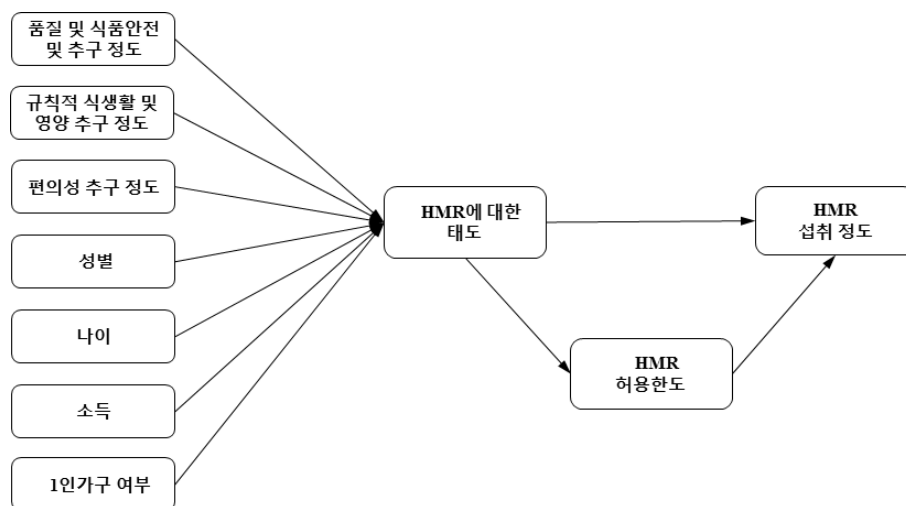 품질 및 식품안전
및 추구 정도
규칙적 식생활 및
영양 추구 정도
편의성 추구 정도
성별
나이
소득
1인가구 여부
HMR에 대한
태도
HMR
허용한도
HMR
섭취 정도